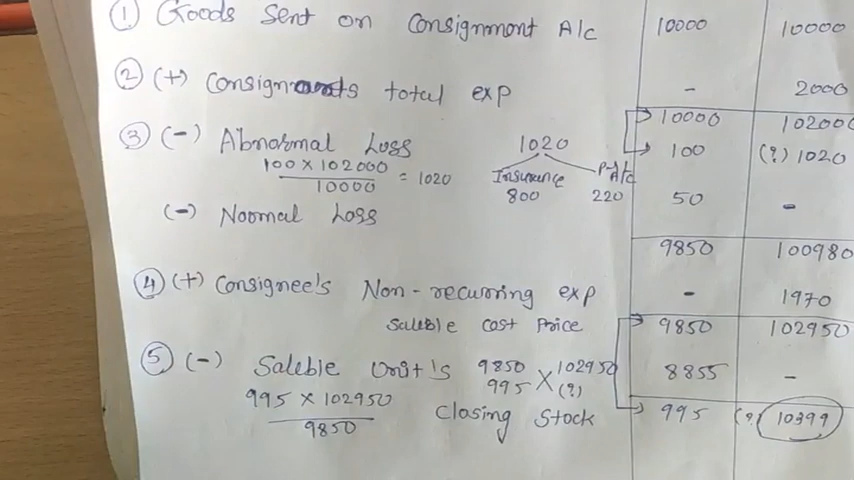 ① Goods Sent on Consignment A/c 10000 10000
② (+) Consignments total exp - 2000
10000 102000
③ (-) Abnormal Loss 1020 100 (?) 1020
100 X 102000 / 10000 = 1020 Insurance 800 P-A/c 220
(-) Normal Loss 50 -
9850 100980
④ (+) Consignee's Non-recurring exp - 1970
Saleble Cost Price 9850 102950
⑤ (-) Saleble Unit's 9850 X 102950 8855 -
995 (?)
995 X 102950 / 9850 Closing Stock 995 (?) 10399